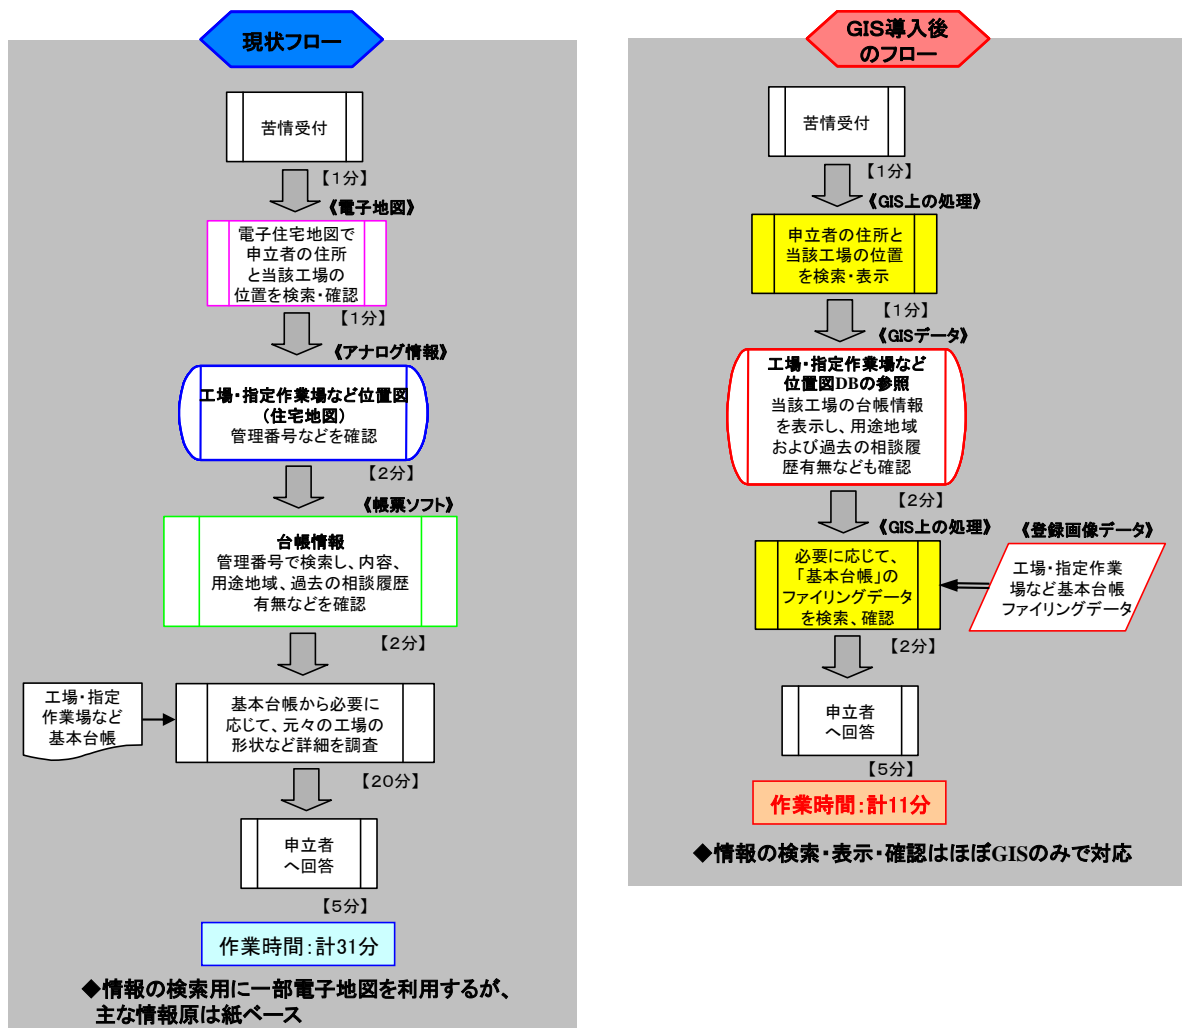 現状フロー
苦情受付
【1分】
《電子地図》
電子住宅地図で
申立者の住所
と当該工場の
位置を検索・確認
【1分】
《アナログ情報》
工場・指定作業場など位置図
（住宅地図）
管理番号などを確認
【2分】
《帳票ソフト》
台帳情報
管理番号で検索し、内容、
用途地域、過去の相談履歴
有無などを確認
【2分】
工場・指定
作業場など
基本台帳
基本台帳から必要に
応じて、元々の工場の
形状など詳細を調査
【20分】
申立者
へ回答
【5分】
作業時間：計31分
◆情報の検索用に一部電子地図を利用するが、
主な情報原は紙ベース
GIS導入後
のフロー
苦情受付
【1分】
《GIS上の処理》
申立者の住所と
当該工場の位置
を検索・表示
【1分】
《GISデータ》
工場・指定作業場など
位置図DBの参照
当該工場の台帳情報
を表示し、用途地域
および過去の相談履
歴有無なども確認
【2分】
《GIS上の処理》
必要に応じて、
「基本台帳」の
ファイリングデータ
を検索、確認
《登録画像データ》
工場・指定作業
場など基本台帳
ファイリングデータ
【2分】
申立者
へ回答
【5分】
作業時間：計11分
◆情報の検索・表示・確認はほぼGISのみで対応